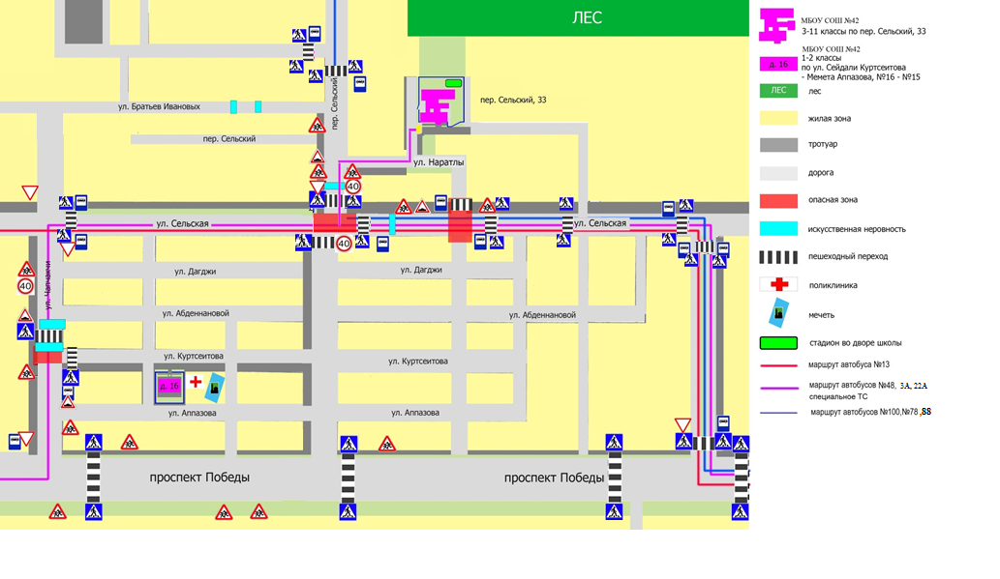 ЛЕС
ул. Братьев Ивановых
пер. Сельский
пер. Сельский
пер. Сельский, 33
ул. Наратлы
40
40
40
ул. Сельская
ул. Сельская
ул. Чапчакчи
ул. Дагджи
ул. Дагджи
ул. Абденнановой
ул. Абденнановой
ул. Куртсеитова
ул. Куртсеитова
д. 16
ул. Аппазова
ул. Аппазова
проспект Победы
проспект Победы
МБОУ СОШ №42
3-11 классы по пер. Сельский, 33
МБОУ СОШ №42
д. 16
1-2 классы
по ул. Сейдали Куртсеитова
- Мемета Аппазова, №16 - №15
ЛЕС
лес
жилая зона
тротуар
дорога
опасная зона
искусственная неровность
пешеходный переход
поликлиника
мечеть
стадион во дворе школы
маршрут автобуса №13
маршрут автобусов №48, 3А, 22А
специальное ТС
маршрут автобусов №100,№78 ,88